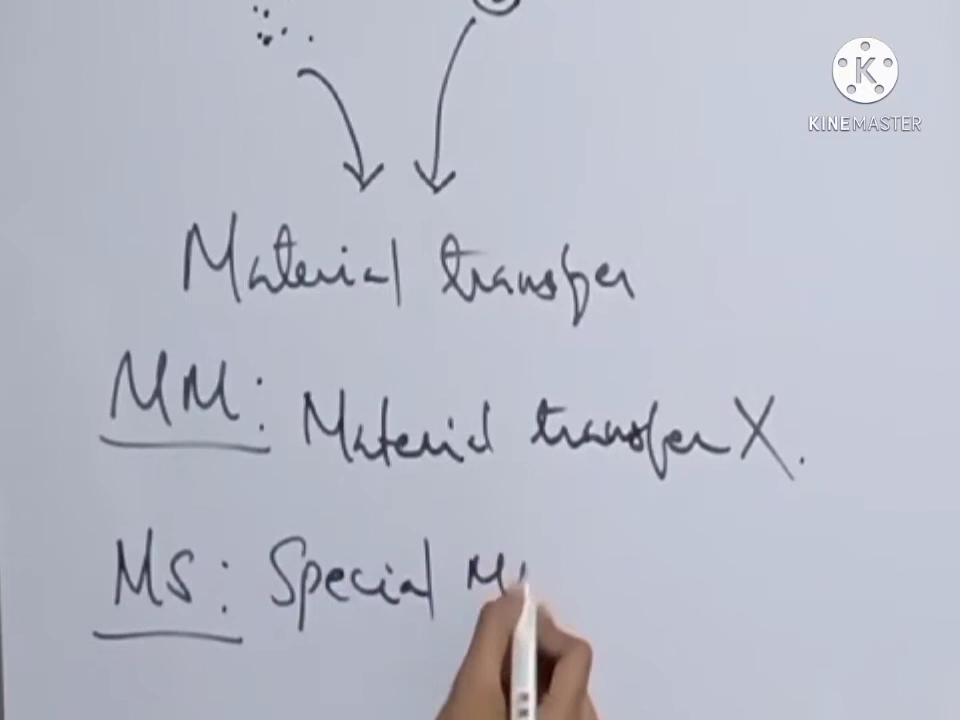 K
KINEMASTER
Material transfer
MM: Material transfer X.
MS: Special M